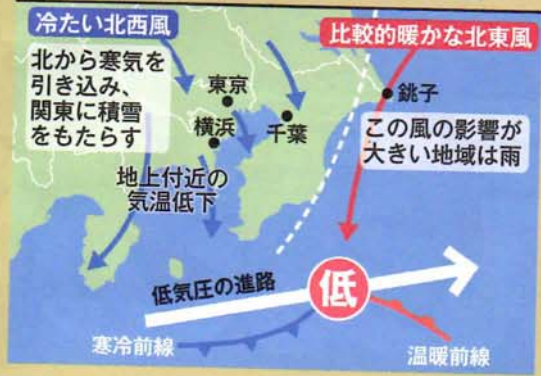 冷たい北西風
北から寒気を
引き込み、
関東に積雪
をもたらす
比較的暖かな北東風
東京
横浜
千葉
銚子
この風の影響が
大きい地域は雨
地上付近の
気温低下
低気圧の進路
低
寒冷前線
温暖前線